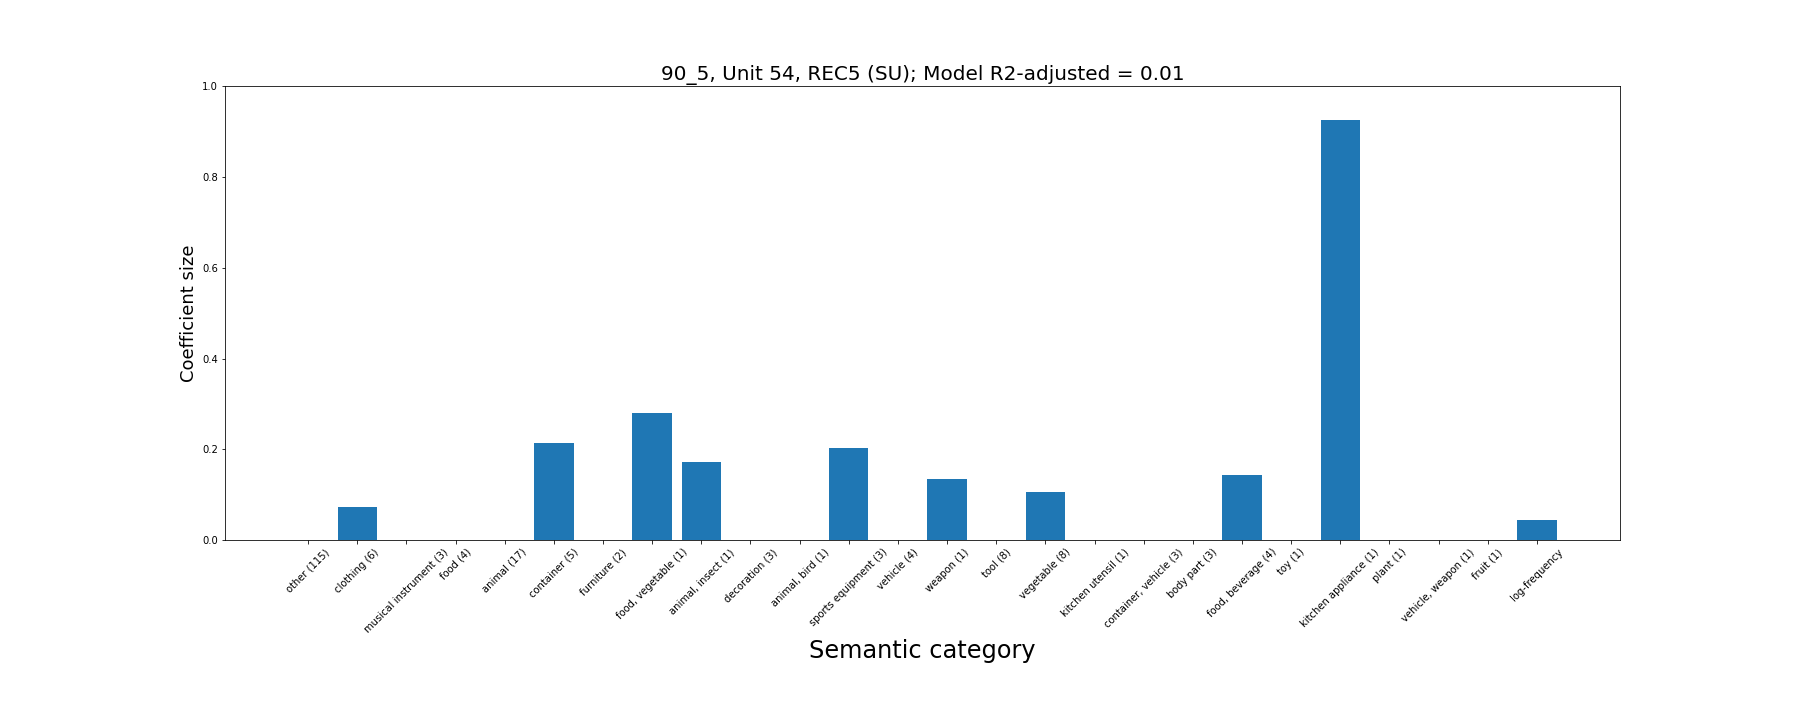 90_5, Unit 54, REC5 (SU); Model R2-adjusted = 0.01
Coefficient size
1.0
0.8
0.6
0.4
0.2
0.0
other (115)
clothing (6)
musical instrument (3)
food (4)
animal (17)
container (5)
furniture (2)
food, vegetable (1)
animal, insect (1)
decoration (3)
animal, bird (1)
sports equipment (3)
vehicle (4)
weapon (1)
tool (8)
vegetable (8)
kitchen utensil (1)
container, vehicle (3)
body part (3)
food, beverage (4)
toy (1)
kitchen appliance (1)
plant (1)
vehicle, weapon (1)
fruit (1)
log-frequency
Semantic category